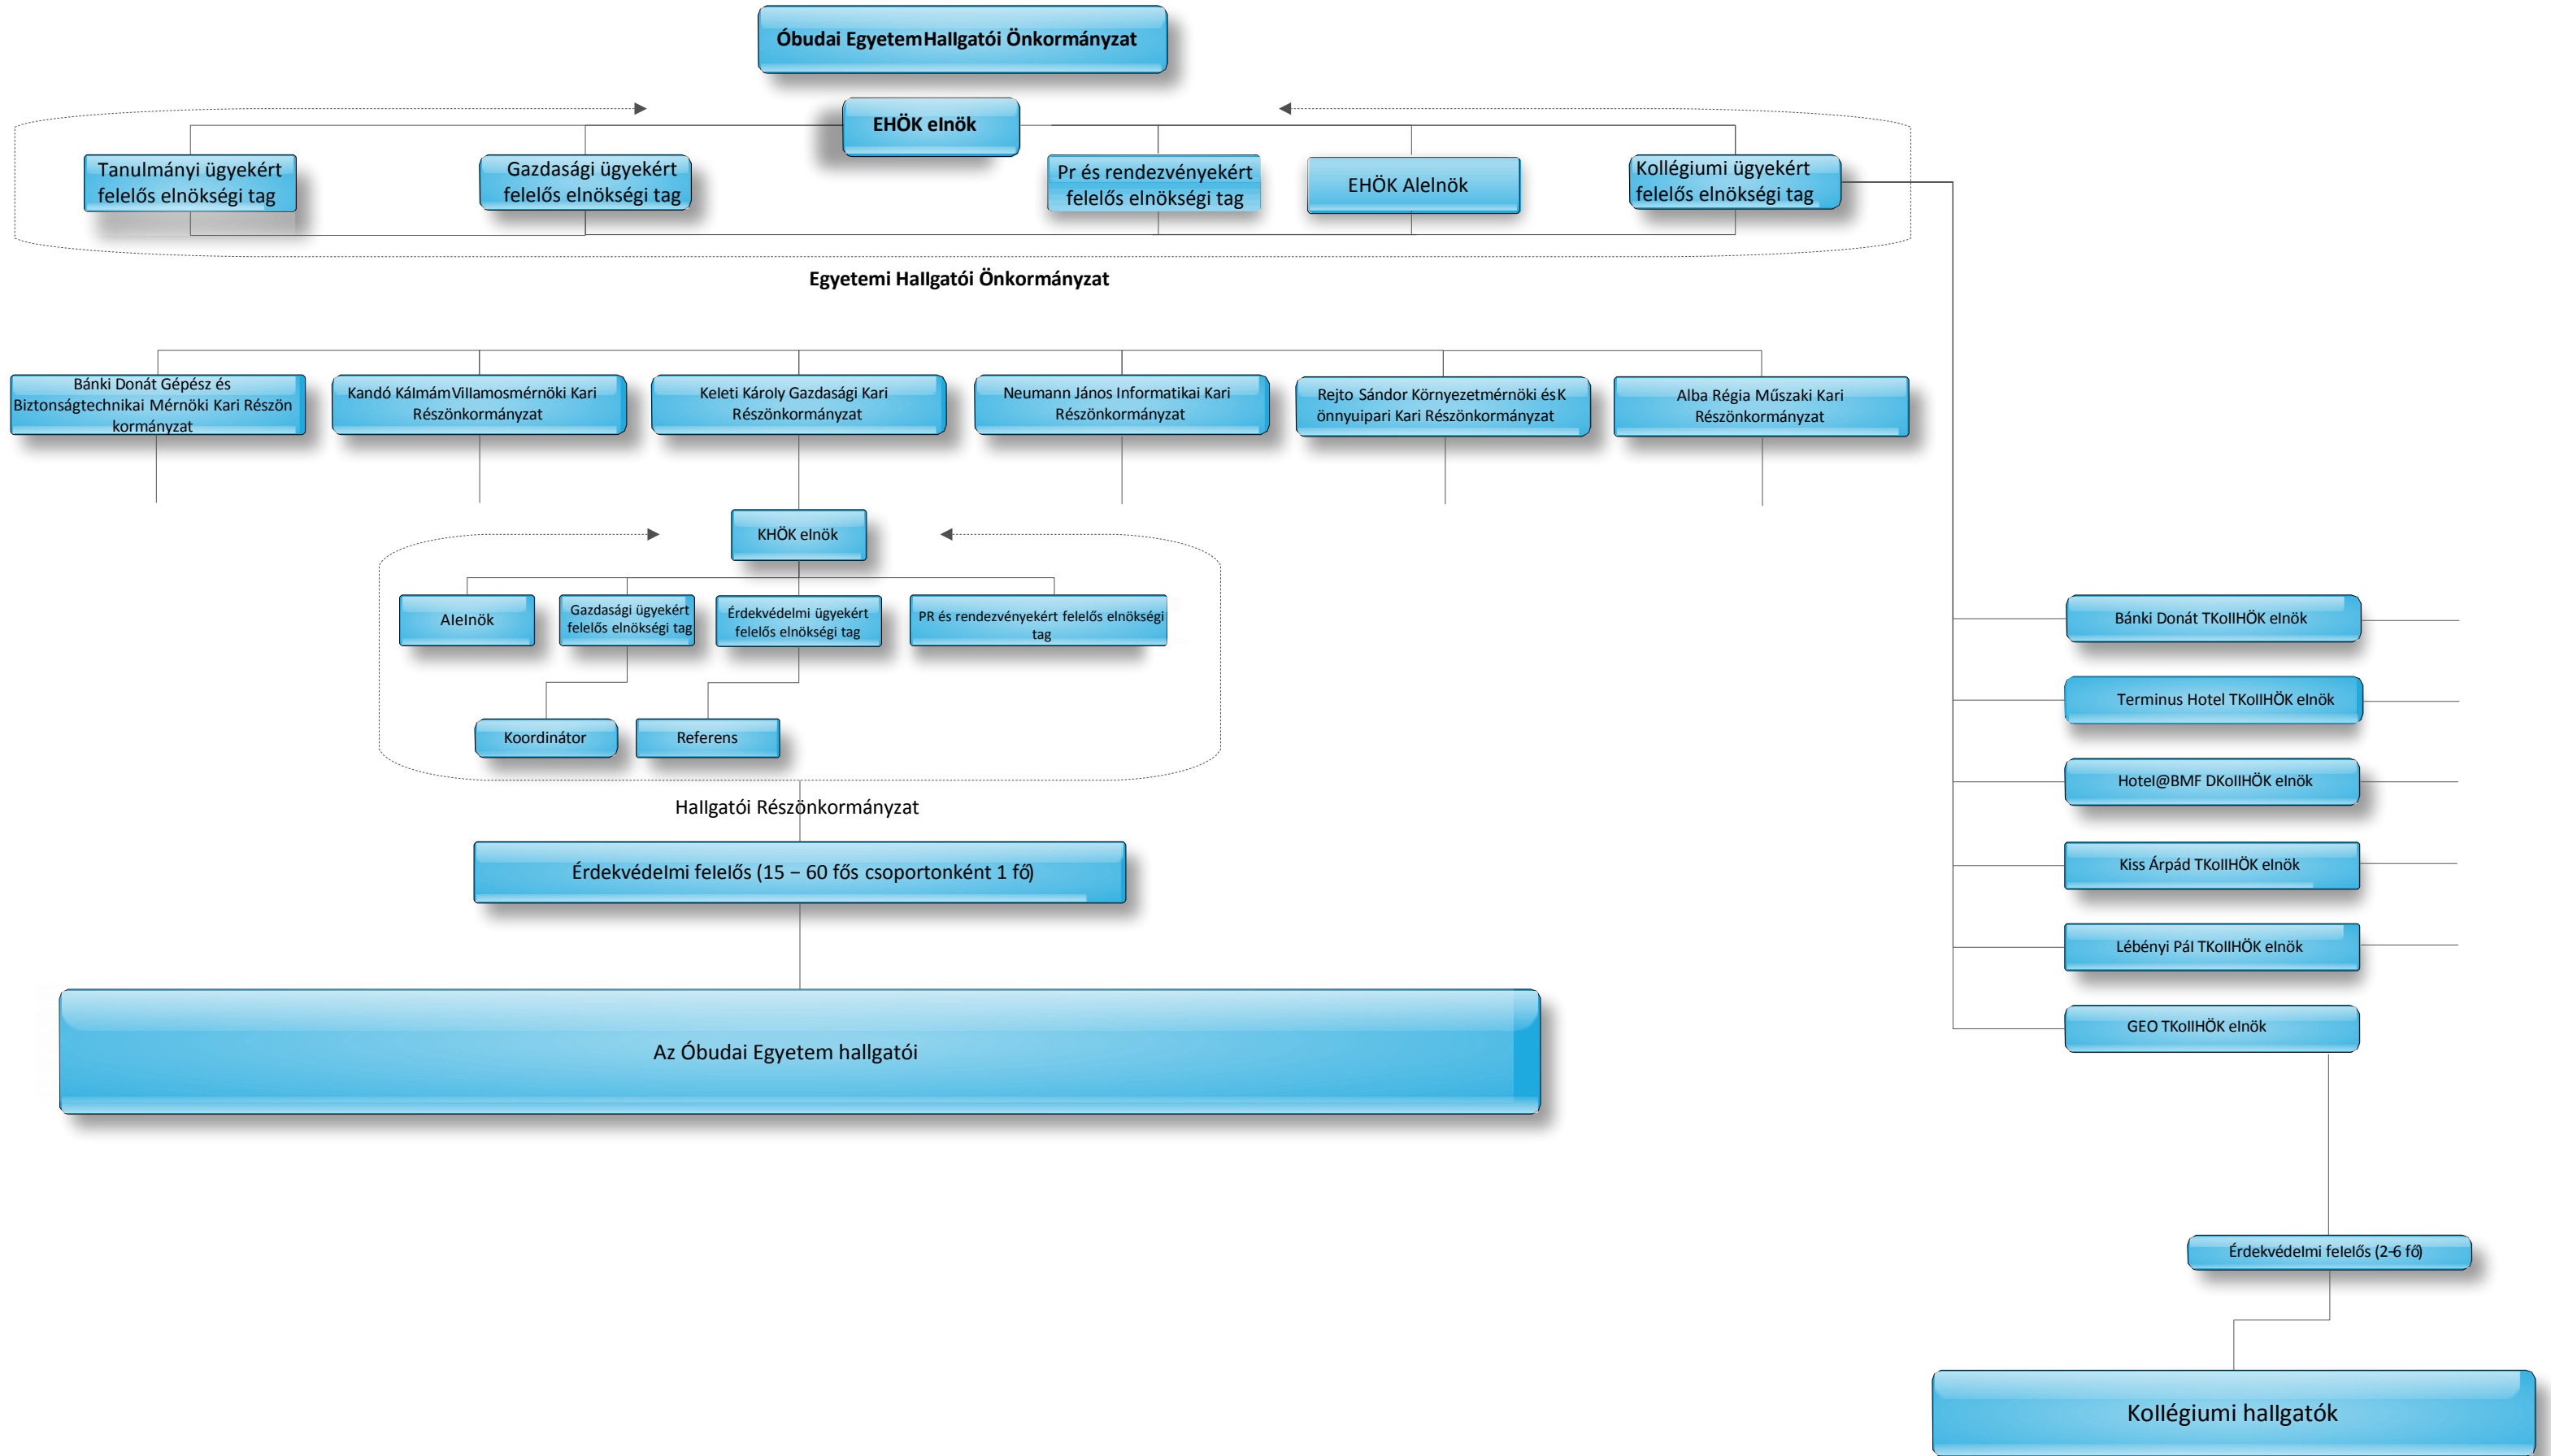 Óbudai Egyetem Hallgatói Önkormányzat
EHÖK elnök
Tanulmányi ügyekért
felelős elnökségi tag
Gazdasági ügyekért
felelős elnökségi tag
Pr és rendezvényekért
felelős elnökségi tag
EHÖK Alelnök
Kollégiumi ügyekért
felelős elnökségi tag
Egyetemi Hallgatói Önkormányzat
Bánki Donát Gépész és
Biztonságtechnikai Mérnöki Kari Részön
kormányzat
Kandó Kálmám Villamosmérnöki Kari
Részönkormányzat
Keleti Károly Gazdasági Kari
Részönkormányzat
Neumann János Informatikai Kari
Részönkormányzat
Rejto Sándor Környezetmérnöki és K
önnyuipari Kari Részönkormányzat
Alba Régia Műszaki Kari
Részönkormányzat
KHÖK elnök
Alelnök
Gazdasági ügyekért
felelős elnökségi tag
Érdekvédelmi ügyekért
felelős elnökségi tag
PR és rendezvényekért felelős elnökségi
tag
Koordinátor
Referens
Hallgatói Részönkormányzat
Érdekvédelmi felelős (15 – 60 fős csoportonként 1 fő)
Az Óbudai Egyetem hallgatói
Bánki Donát TKollHÖK elnök
Terminus Hotel TKollHÖK elnök
Hotel@BMF DKollHÖK elnök
Kiss Árpád TKollHÖK elnök
Lébényi Pál TKollHÖK elnök
GEO TKollHÖK elnök
Érdekvédelmi felelős (2-6 fő)
Kollégiumi hallgatók